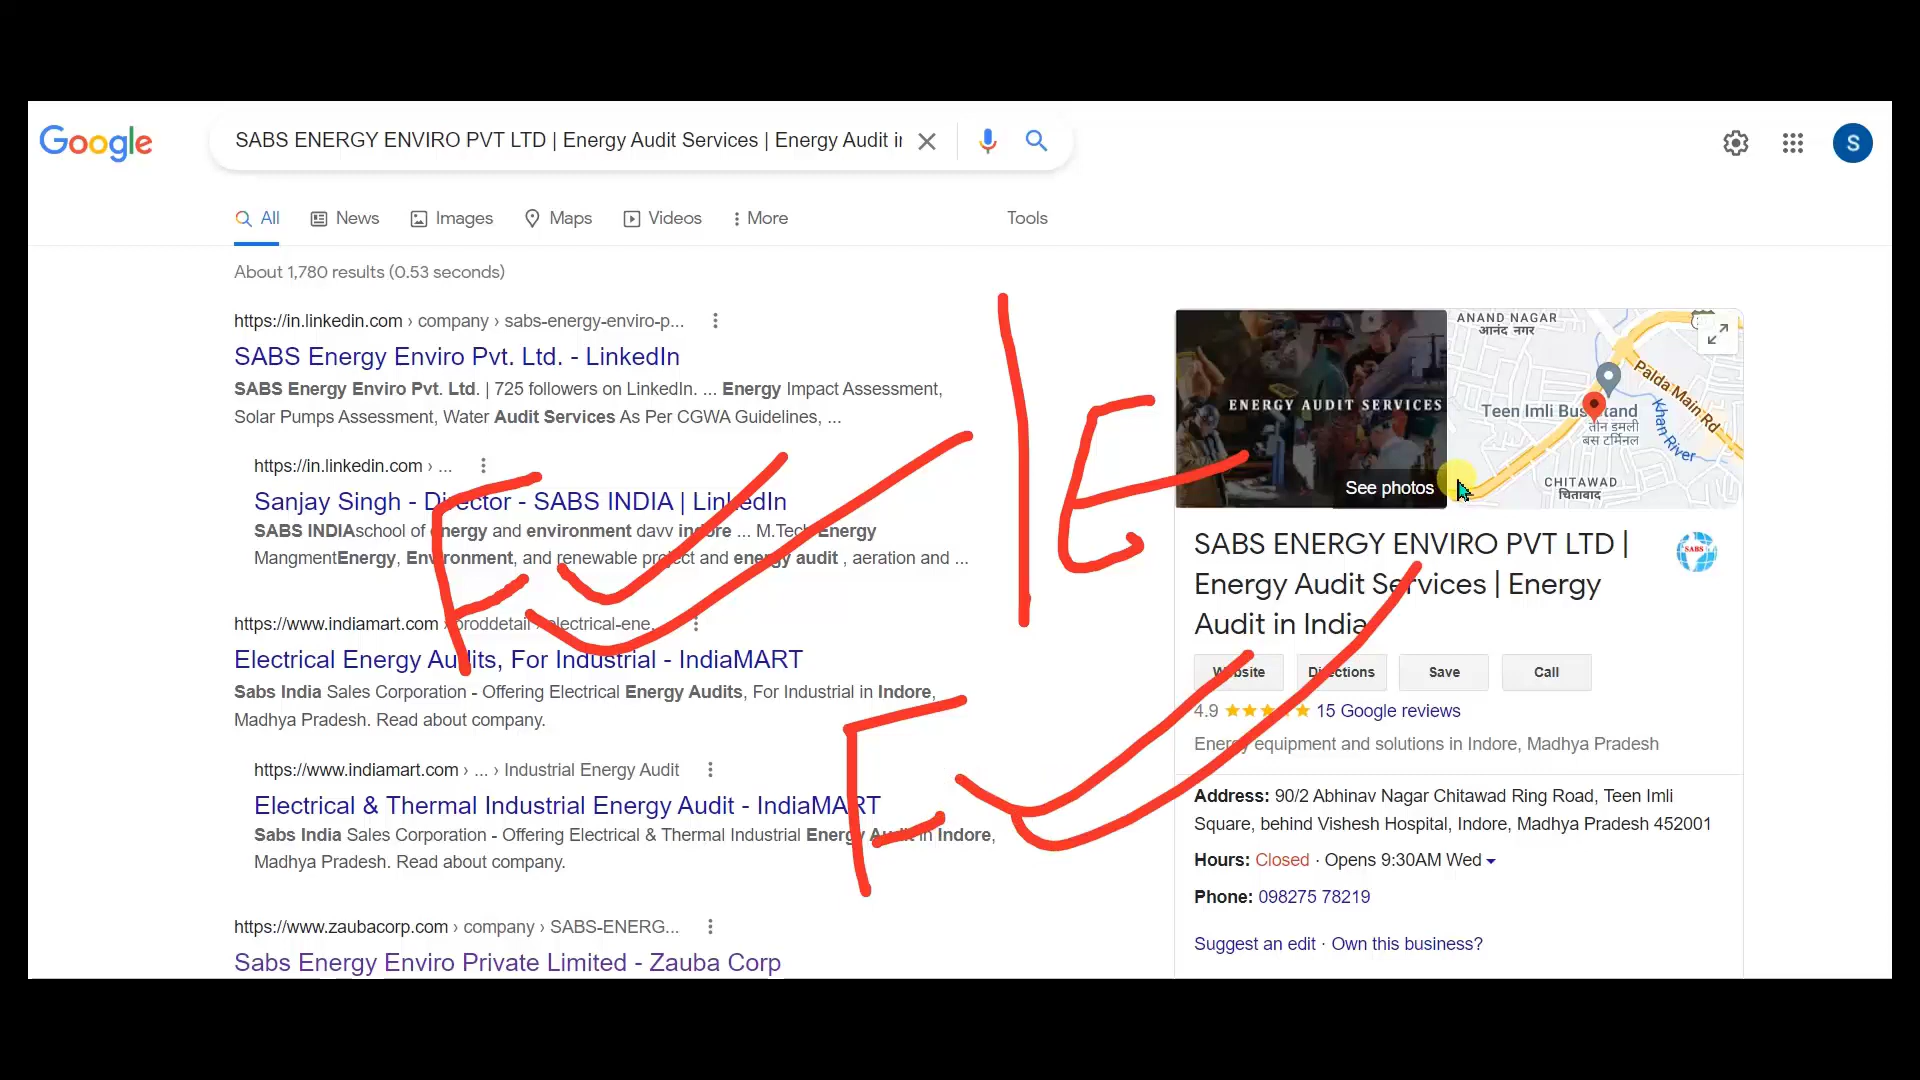 Google
SABS ENERGY ENVIRO PVT LTD | Energy Audit Services | Energy Audit in
S
All
News
Images
Maps
Videos
More
Tools
About 1,780 results (0.53 seconds)
https://in.linkedin.com › company › sabs-energy-enviro-p...
SABS Energy Enviro Pvt. Ltd. - LinkedIn
SABS Energy Enviro Pvt. Ltd. | 725 followers on LinkedIn. ... Energy Impact Assessment,
Solar Pumps Assessment, Water Audit Services As Per CGWA Guidelines, ...
https://in.linkedin.com › ...
Sanjay Singh - Director - SABS INDIA | LinkedIn
SABS INDIAschool of energy and environment davv indore ... M.Tech Energy
MangmentEnergy, Environment, and renewable project and energy audit , aeration and ...
https://www.indiamart.com › proddetail › electrical-ene...
Electrical Energy Audits, For Industrial - IndiaMART
Sabs India Sales Corporation - Offering Electrical Energy Audits, For Industrial in Indore,
Madhya Pradesh. Read about company.
https://www.indiamart.com › ... › Industrial Energy Audit
Electrical & Thermal Industrial Energy Audit - IndiaMART
Sabs India Sales Corporation - Offering Electrical & Thermal Industrial Energy Audit in Indore,
Madhya Pradesh. Read about company.
https://www.zaubacorp.com › company › SABS-ENERG...
Sabs Energy Enviro Private Limited - Zauba Corp
E
ENERGY AUDIT SERVICES
See photos
ANAND NAGAR
आनंद नगर
Palda Main Rd
Teen Imli Bus Stand
तीन इमली
बस टर्मिनल
Khan River
CHITAWAD
चितावाद
SABS ENERGY ENVIRO PVT LTD |
Energy Audit Services | Energy
Audit in India
SABS
Website
Directions
Save
Call
4.9
15 Google reviews
Energy equipment and solutions in Indore, Madhya Pradesh
Address: 90/2 Abhinav Nagar Chitawad Ring Road, Teen Imli
Square, behind Vishesh Hospital, Indore, Madhya Pradesh 452001
Hours: Closed · Opens 9:30AM Wed
Phone: 098275 78219
Suggest an edit · Own this business?